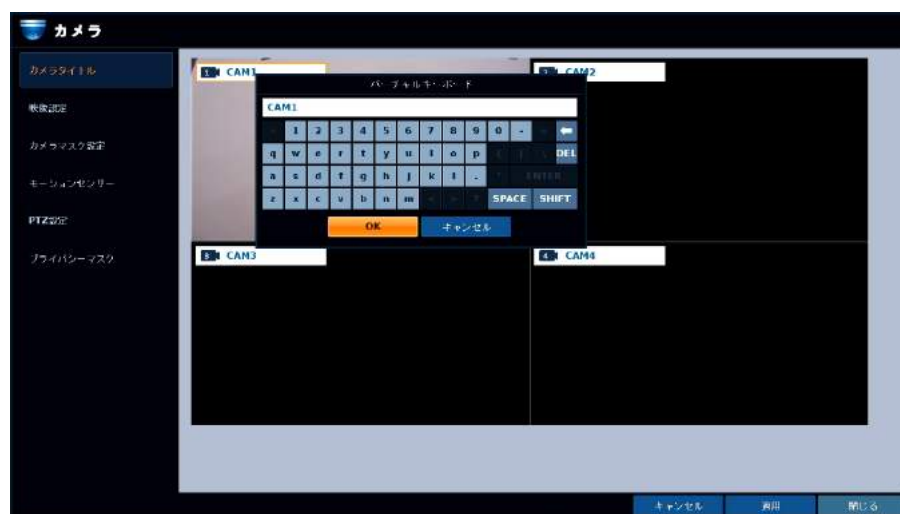 カメラ
カメラタイトル
映像設定
カメラマスク設定
モーションセンサー
PTZ設定
プライバシーマスク
1 CAM1
2 CAM2
バーチャルキーボード
CAM1
1 2 3 4 5 6 7 8 9 0 -
q w e r t y u i o p DEL
a s d f g h j k l . ENTER
z x c v b n m SPACE SHIFT
OK キャンセル
3 CAM3
4 CAM4
キャンセル 適用 閉じる